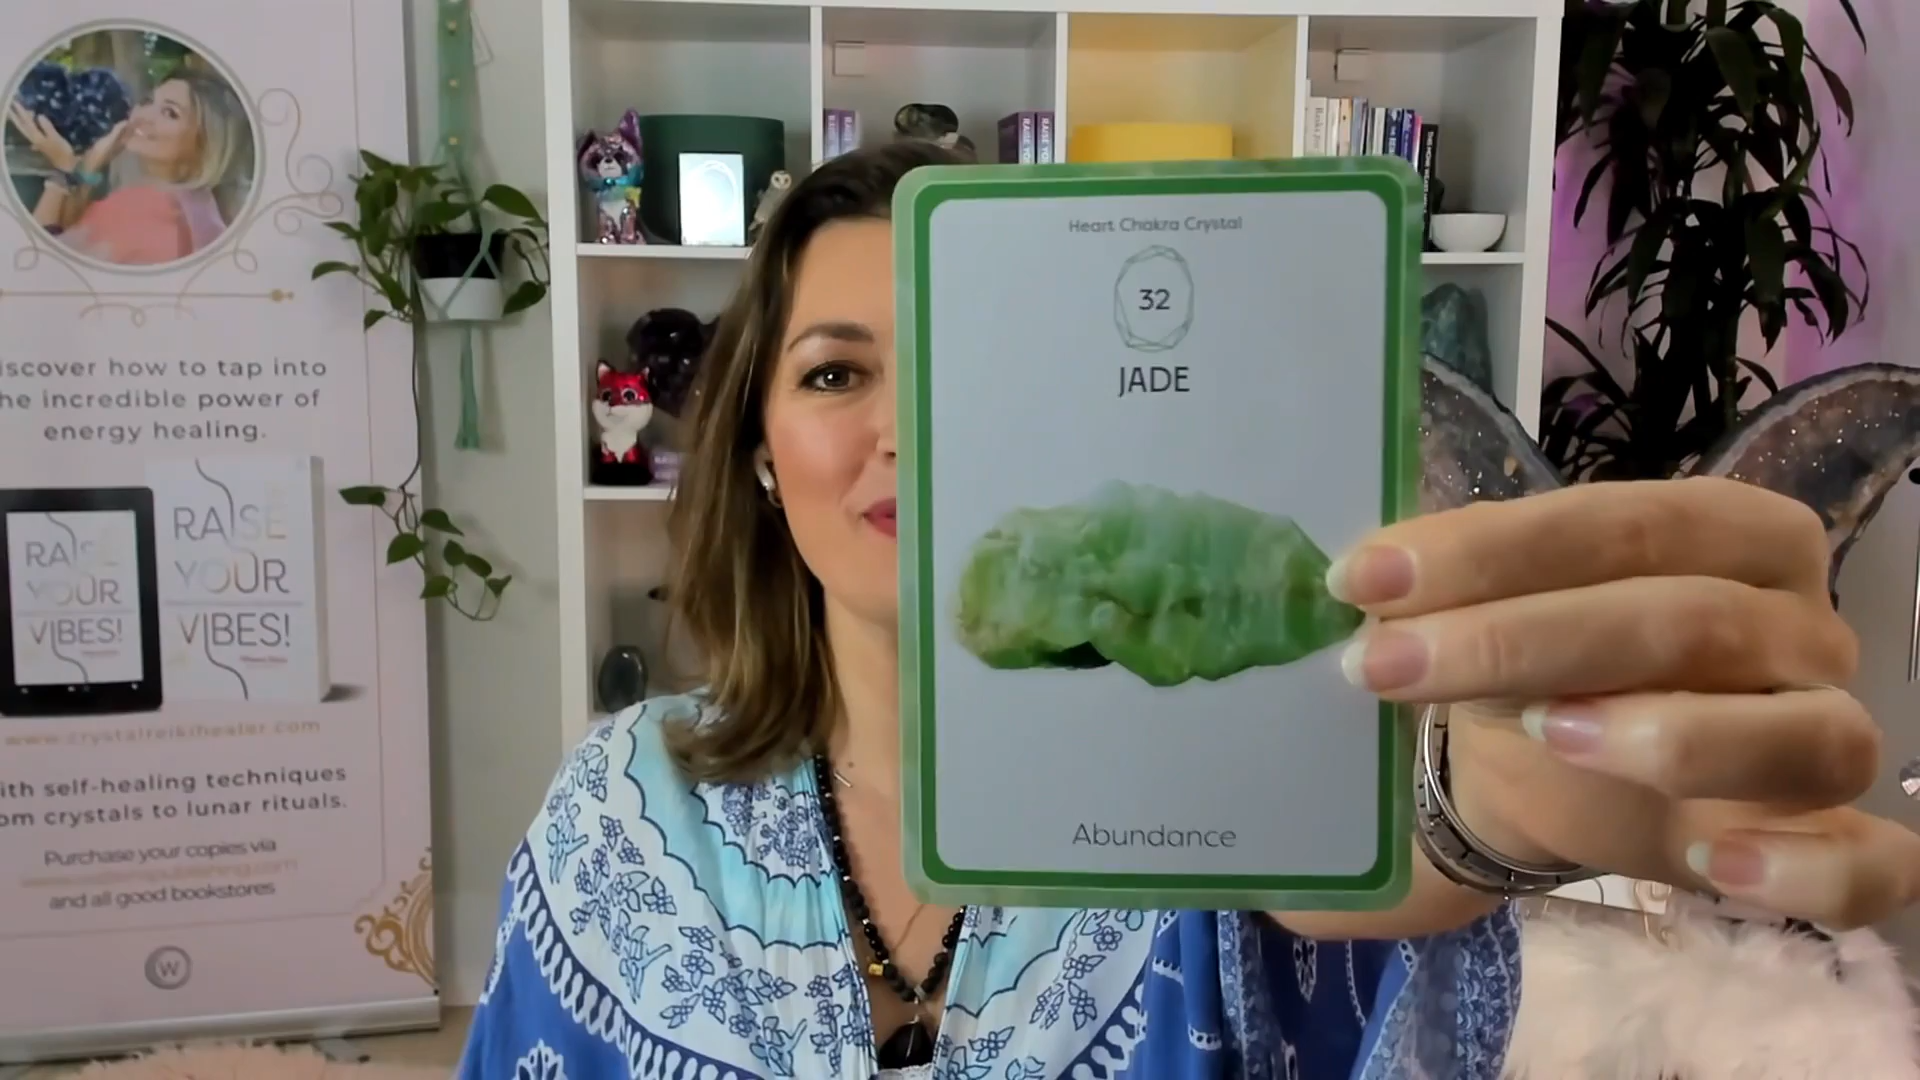 iscover how to tap into
he incredible power of
energy healing.
RAISE
YOUR
VIBES!
RAISE
YOUR
VIBES!
www.crystalreikihealer.com
ith self-healing techniques
om crystals to lunar rituals.
Purchase your copies via
and all good bookstores
W
Heart Chakra Crystal
32
JADE
Abundance